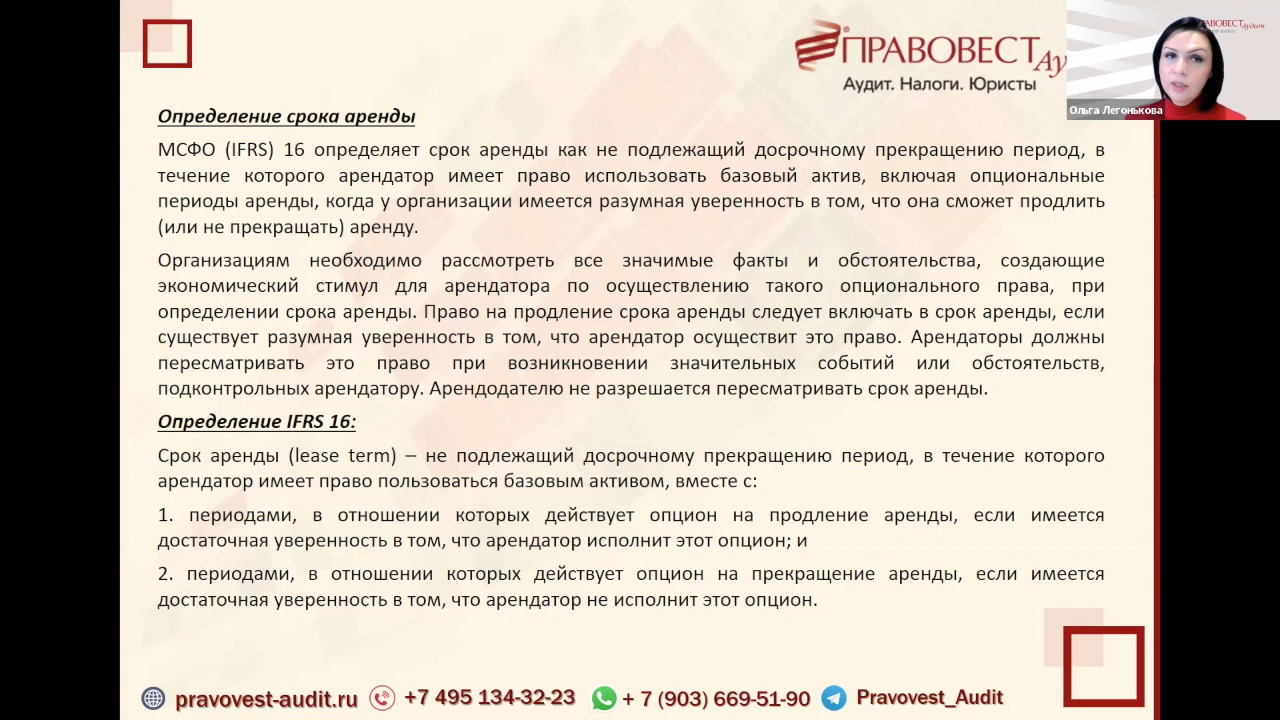 ПРАВОВЕСТ
Аудит. Налоги. Юристы
Ольга Легонькова
Определение срока аренды
МСФО (IFRS) 16 определяет срок аренды как не подлежащий досрочному прекращению период, в
течение которого арендатор имеет право использовать базовый актив, включая опциональные
периоды аренды, когда у организации имеется разумная уверенность в том, что она сможет продлить
(или не прекращать) аренду.
Организациям необходимо рассмотреть все значимые факты и обстоятельства, создающие
экономический стимул для арендатора по осуществлению такого опционального права, при
определении срока аренды. Право на продление срока аренды следует включать в срок аренды, если
существует разумная уверенность в том, что арендатор осуществит это право. Арендаторы должны
пересматривать это право при возникновении значительных событий или обстоятельств,
подконтрольных арендатору. Арендодателю не разрешается пересматривать срок аренды.
Определение IFRS 16:
Срок аренды (lease term) – не подлежащий досрочному прекращению период, в течение которого
арендатор имеет право пользоваться базовым активом, вместе с:
1. периодами, в отношении которых действует опцион на продление аренды, если имеется
достаточная уверенность в том, что арендатор исполнит этот опцион; и
2. периодами, в отношении которых действует опцион на прекращение аренды, если имеется
достаточная уверенность в том, что арендатор не исполнит этот опцион.
pravovest-audit.ru +7 495 134-32-23 + 7 (903) 669-51-90 Pravovest_Audit